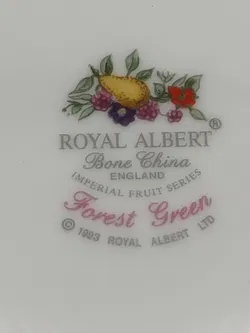 ROYAL ALBERT®
Bone China
ENGLAND
IMPERIAL FRUIT SERIES
Forest Green
© 1993 ROYAL ALBERT LTD